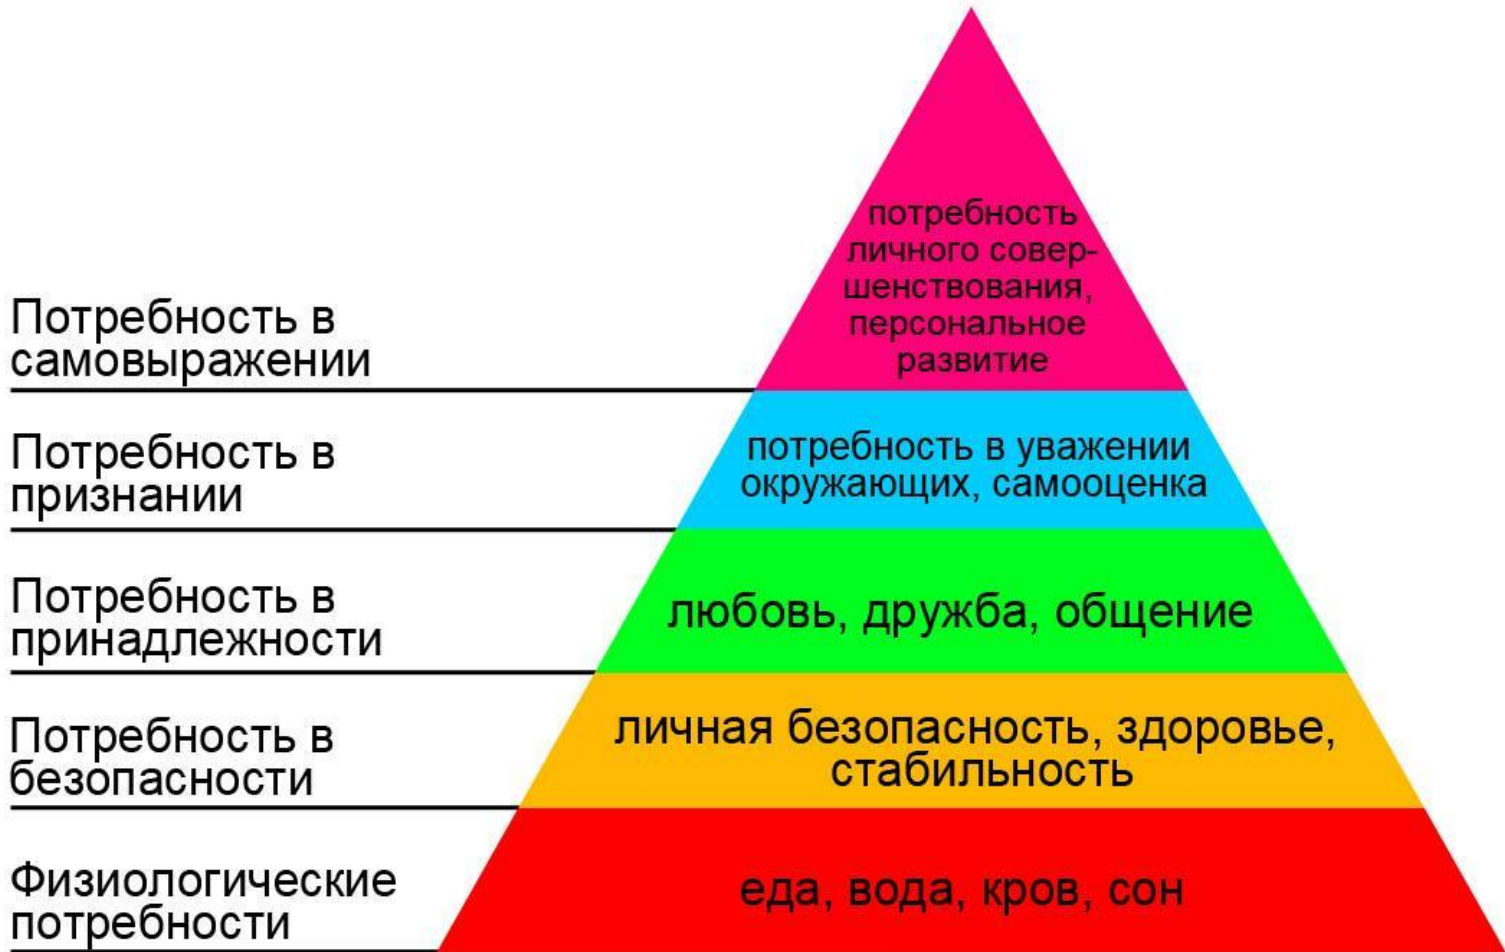 потребность
личного совер-
шенствования,
персональное
развитие
Потребность в
самовыражении
потребность в уважении
окружающих, самооценка
Потребность в
признании
любовь, дружба, общение
Потребность в
принадлежности
личная безопасность, здоровье,
стабильность
Потребность в
безопасности
еда, вода, кров, сон
Физиологические
потребности